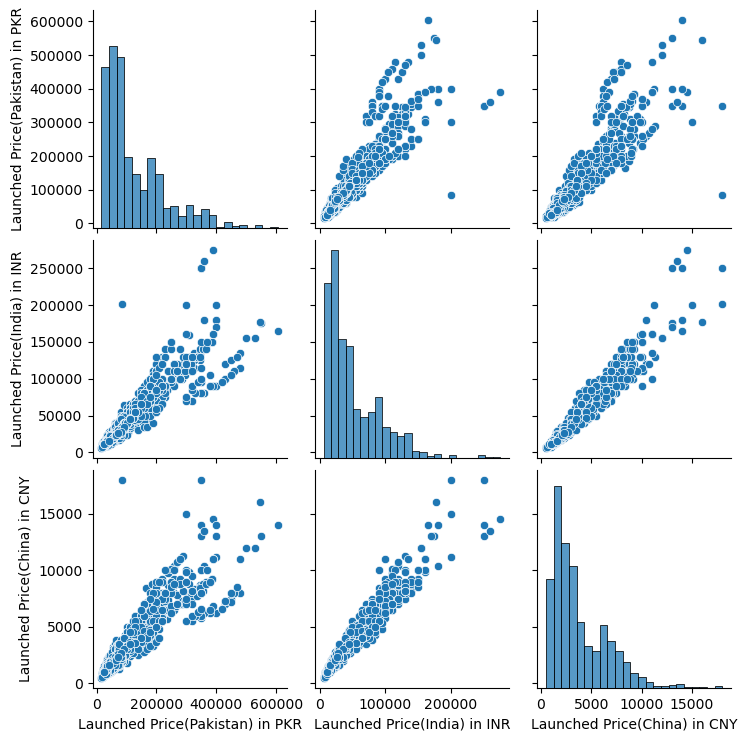 Launched Price(Pakistan) in PKR
600000
500000
400000
300000
200000
100000
0
Launched Price(India) in INR
250000
200000
150000
100000
50000
0
Launched Price(China) in CNY
15000
10000
5000
0
0 200000 400000 600000
0 100000 200000
0 5000 10000 15000
Launched Price(Pakistan) in PKR
Launched Price(India) in INR
Launched Price(China) in CNY